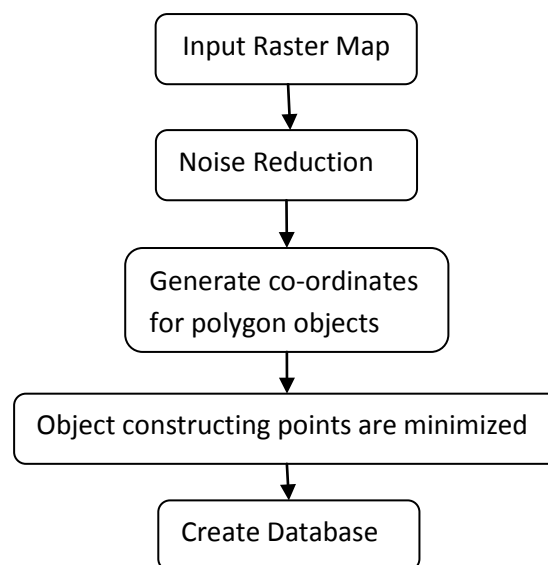 Input Raster Map
Noise Reduction
Generate co-ordinates
for polygon objects
Object constructing points are minimized
Create Database